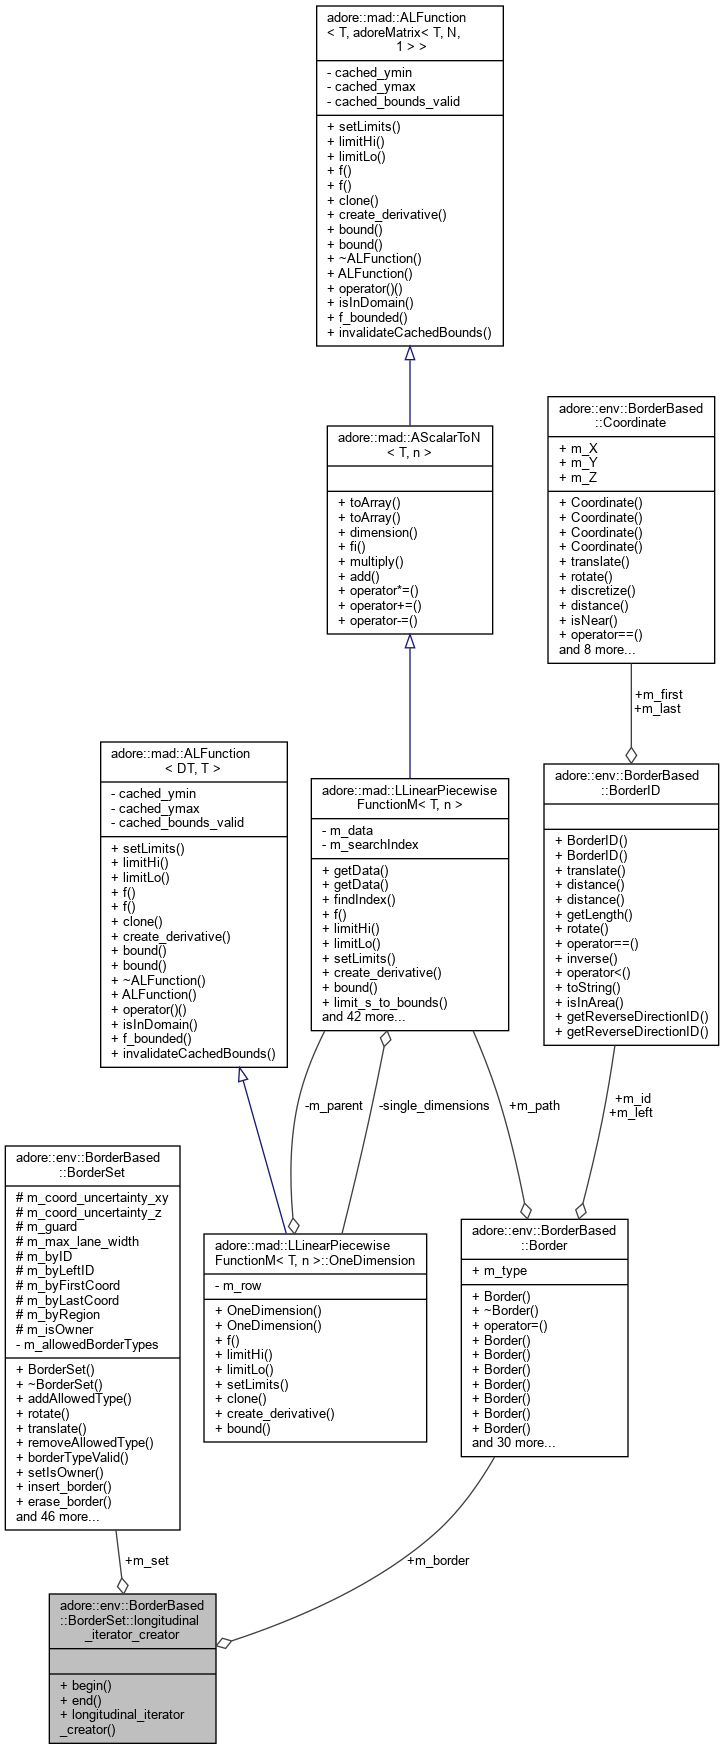 adore::mad::ALFunction
< T, adoreMatrix< T, N,
1 > >
- cached_ymin
- cached_ymax
- cached_bounds_valid
+ setLimits()
+ limitHi()
+ limitLo()
+ f()
+ f()
+ clone()
+ create_derivative()
+ bound()
+ bound()
+ ~ALFunction()
+ ALFunction()
+ operator()()
+ isInDomain()
+ f_bounded()
+ invalidateCachedBounds()
adore::mad::AScalarToN
< T, n >
+ toArray()
+ toArray()
+ dimension()
+ fi()
+ multiply()
+ add()
+ operator*=()
+ operator+=()
+ operator-=()
adore::env::BorderBased
::Coordinate
+ m_X
+ m_Y
+ m_Z
+ Coordinate()
+ Coordinate()
+ Coordinate()
+ Coordinate()
+ translate()
+ rotate()
+ discretize()
+ distance()
+ isNear()
+ operator==()
and 8 more...
+m_first
+m_last
adore::mad::ALFunction
< DT, T >
- cached_ymin
- cached_ymax
- cached_bounds_valid
+ setLimits()
+ limitHi()
+ limitLo()
+ f()
+ f()
+ clone()
+ create_derivative()
+ bound()
+ bound()
+ ~ALFunction()
+ ALFunction()
+ operator()()
+ isInDomain()
+ f_bounded()
+ invalidateCachedBounds()
adore::mad::LLinearPiecewise
FunctionM< T, n >
- m_data
- m_searchIndex
+ getData()
+ getData()
+ findIndex()
+ f()
+ limitHi()
+ limitLo()
+ setLimits()
+ create_derivative()
+ bound()
+ limit_s_to_bounds()
and 42 more...
adore::env::BorderBased
::BorderID
+ BorderID()
+ BorderID()
+ translate()
+ distance()
+ distance()
+ getLength()
+ rotate()
+ operator==()
+ inverse()
+ operator<()
+ toString()
+ isInArea()
+ getReverseDirectionID()
+ getReverseDirectionID()
-m_parent
-single_dimensions
+m_path
+m_id
+m_left
adore::env::BorderBased
::BorderSet
# m_coord_uncertainty_xy
# m_coord_uncertainty_z
# m_guard
# m_max_lane_width
# m_byID
# m_byLeftID
# m_byFirstCoord
# m_byLastCoord
# m_byRegion
# m_isOwner
- m_allowedBorderTypes
+ BorderSet()
+ ~BorderSet()
+ addAllowedType()
+ rotate()
+ translate()
+ removeAllowedType()
+ borderTypeValid()
+ setIsOwner()
+ insert_border()
+ erase_border()
and 46 more...
adore::mad::LLinearPiecewise
FunctionM< T, n >::OneDimension
- m_row
+ OneDimension()
+ OneDimension()
+ f()
+ limitHi()
+ limitLo()
+ setLimits()
+ clone()
+ create_derivative()
+ bound()
adore::env::BorderBased
::Border
+ m_type
+ Border()
+ ~Border()
+ operator=()
+ Border()
+ Border()
+ Border()
+ Border()
+ Border()
+ Border()
+ Border()
and 30 more...
+m_set
+m_border
adore::env::BorderBased
::BorderSet::longitudinal
_iterator_creator
+ begin()
+ end()
+ longitudinal_iterator
_creator()